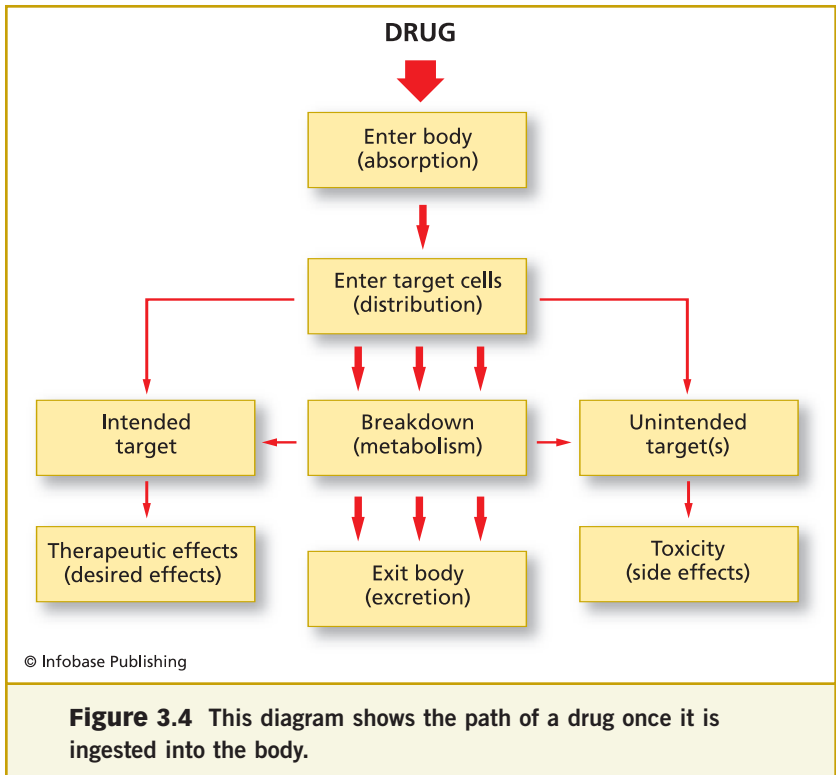 DRUG
Enter body
(absorption)
Enter target cells
(distribution)
Intended
target
Breakdown
(metabolism)
Unintended
target(s)
Therapeutic effects
(desired effects)
Exit body
(excretion)
Toxicity
(side effects)
© Infobase Publishing
Figure 3.4 This diagram shows the path of a drug once it is
ingested into the body.